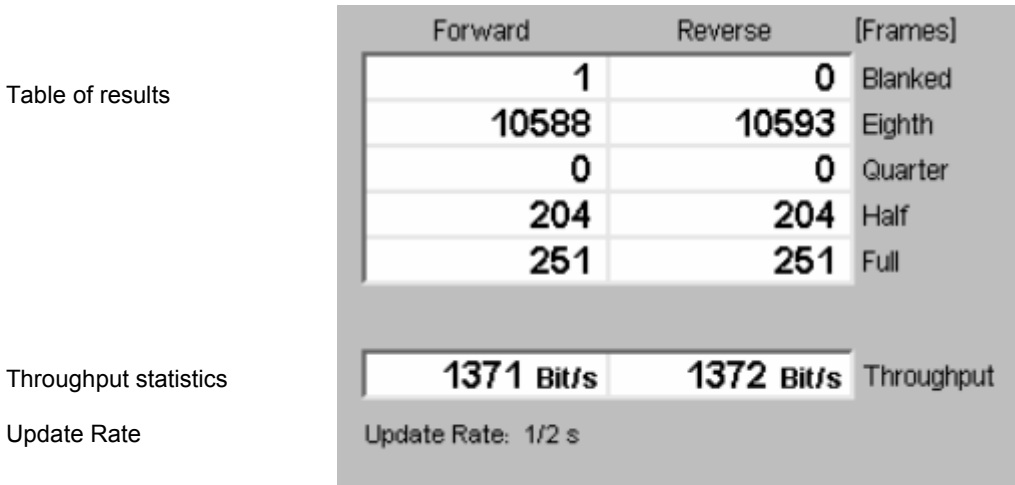 Forward Reverse [Frames]
Table of results
1 0 Blanked
10588 10593 Eighth
0 0 Quarter
204 204 Half
251 251 Full
Throughput statistics 1371 Bit/s 1372 Bit/s Throughput
Update Rate Update Rate: 1/2 s